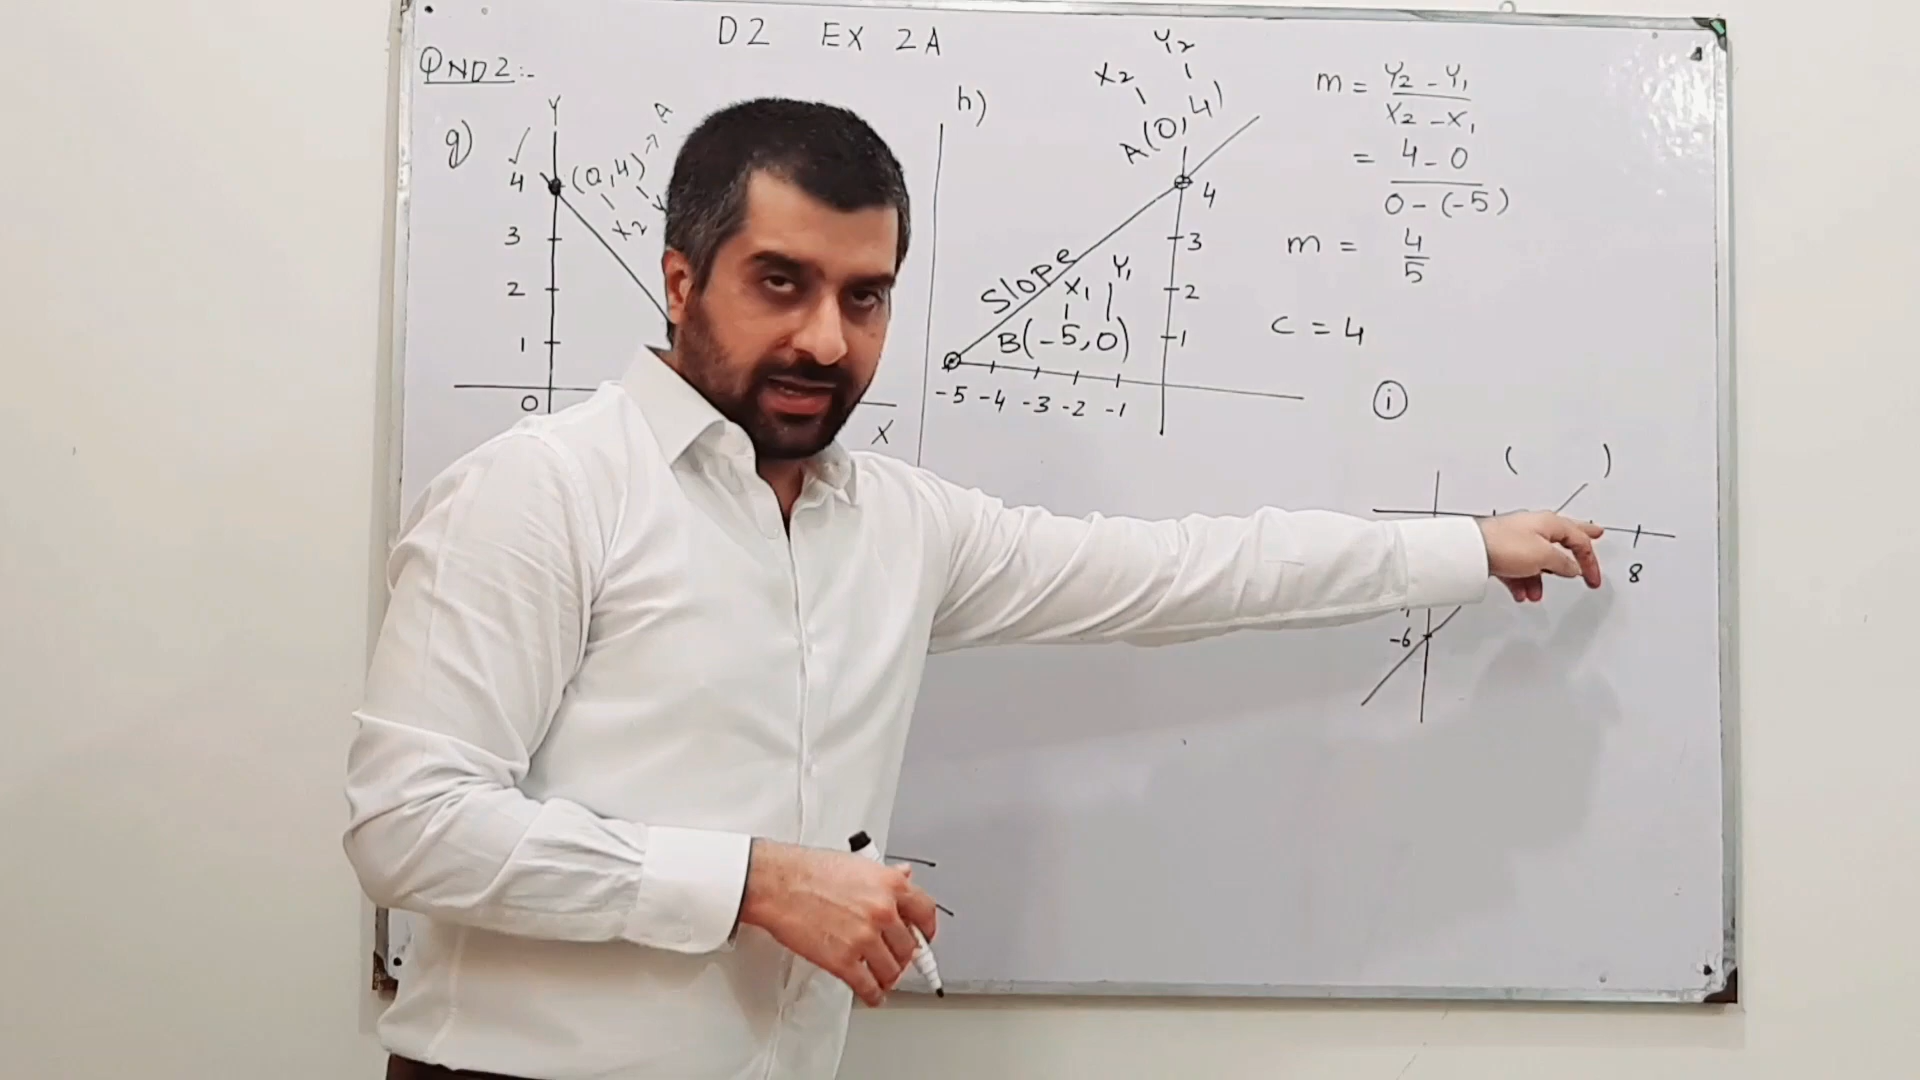 D2 EX 2A
QNO2:-
g)
Y
4
(0,4) → A
X2
3
2
1
0
X
h)
X2 Y2
A(0,4)
4
3
2
1
Slope
X1 Y1
B(-5,0)
-5 -4 -3 -2 -1
m = Y2 - Y1
X2 - X1
= 4 - 0
0 - (-5)
m = 4
5
c = 4
i
( )
8
-6